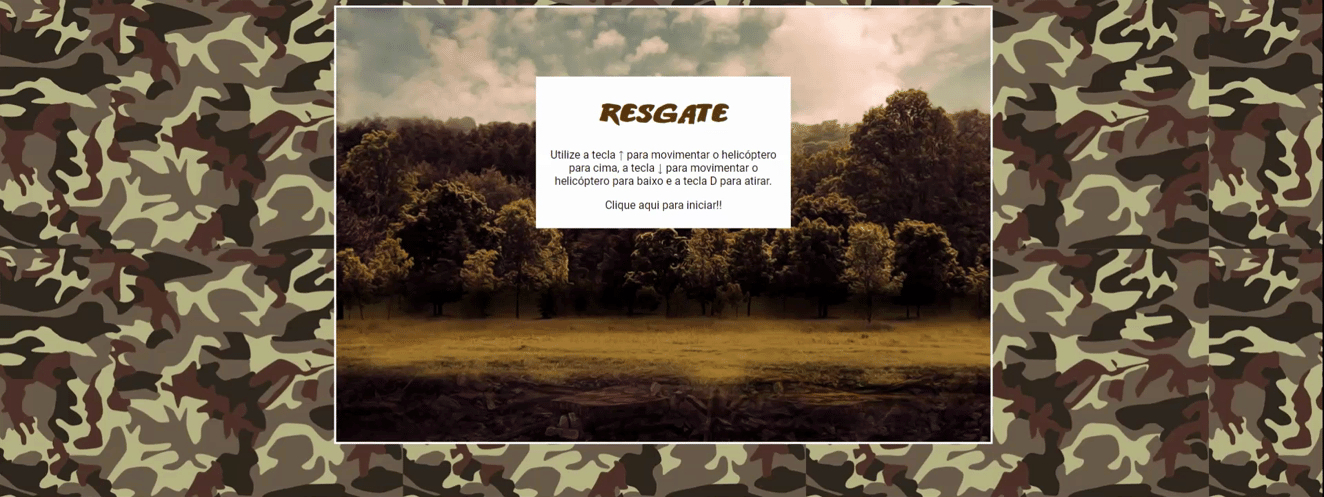 RESGATE
Utilize a tecla ↑ para movimentar o helicóptero
para cima, a tecla ↓ para movimentar o
helicóptero para baixo e a tecla D para atirar.
Clique aqui para iniciar!!